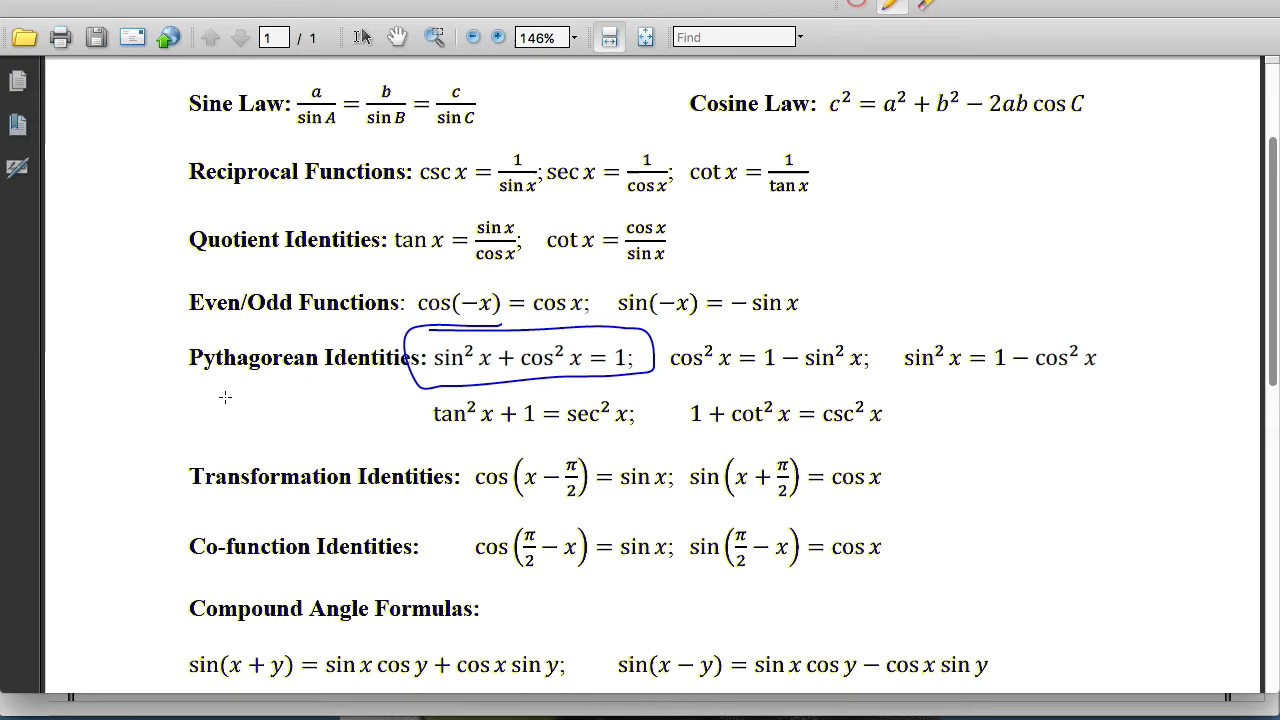 1 / 1 146% Find
Sine Law: a/sin A = b/sin B = c/sin C Cosine Law: c² = a² + b² − 2ab cos C
Reciprocal Functions: csc x = 1/sin x; sec x = 1/cos x; cot x = 1/tan x
Quotient Identities: tan x = sin x/cos x; cot x = cos x/sin x
Even/Odd Functions: cos(−x) = cos x; sin(−x) = − sin x
Pythagorean Identities: sin² x + cos² x = 1; cos² x = 1 − sin² x; sin² x = 1 − cos² x
tan² x + 1 = sec² x; 1 + cot² x = csc² x
Transformation Identities: cos(x − π/2) = sin x; sin(x + π/2) = cos x
Co-function Identities: cos(π/2 − x) = sin x; sin(π/2 − x) = cos x
Compound Angle Formulas:
sin(x + y) = sin x cos y + cos x sin y; sin(x − y) = sin x cos y − cos x sin y